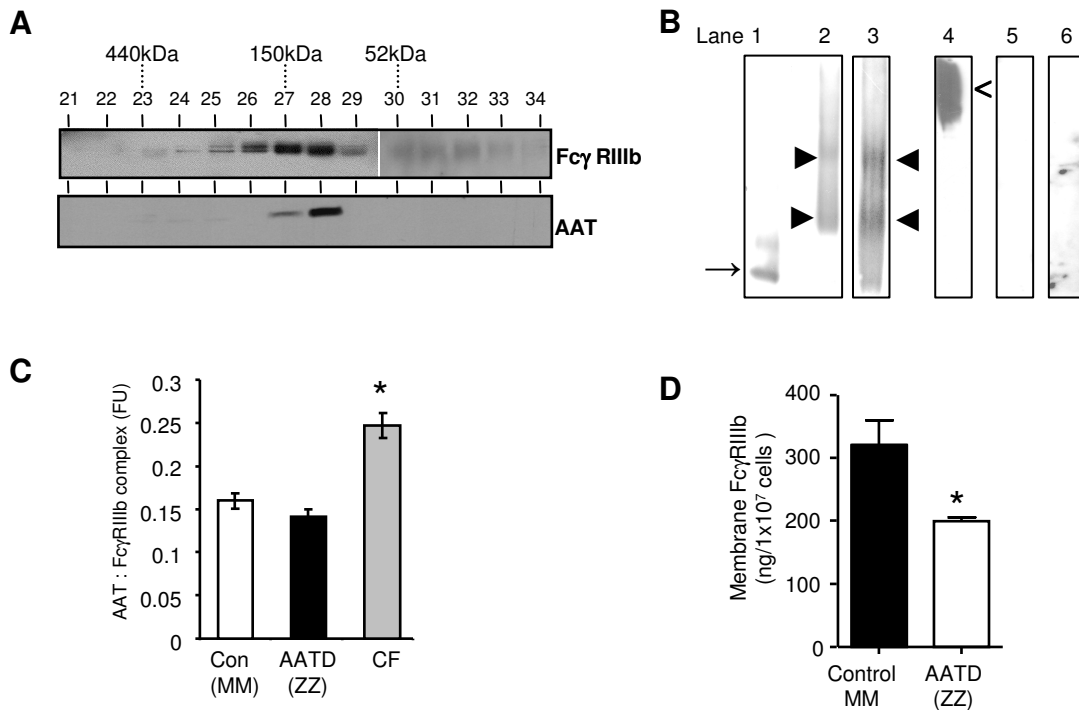 A
440kDa 150kDa 52kDa
21 22 23 24 25 26 27 28 29 30 31 32 33 34
Fcγ RIIIb
AAT
B
Lane 1 2 3 4 5 6
C
AAT : FcγRIIIb complex (FU)
0.3
0.25
0.2
0.15
0.1
0.05
0
*
Con (MM)
AATD (ZZ)
CF
D
Membrane FcγRIIIb
(ng/1x10⁷ cells )
400
300
200
100
0
*
Control MM
AATD (ZZ)